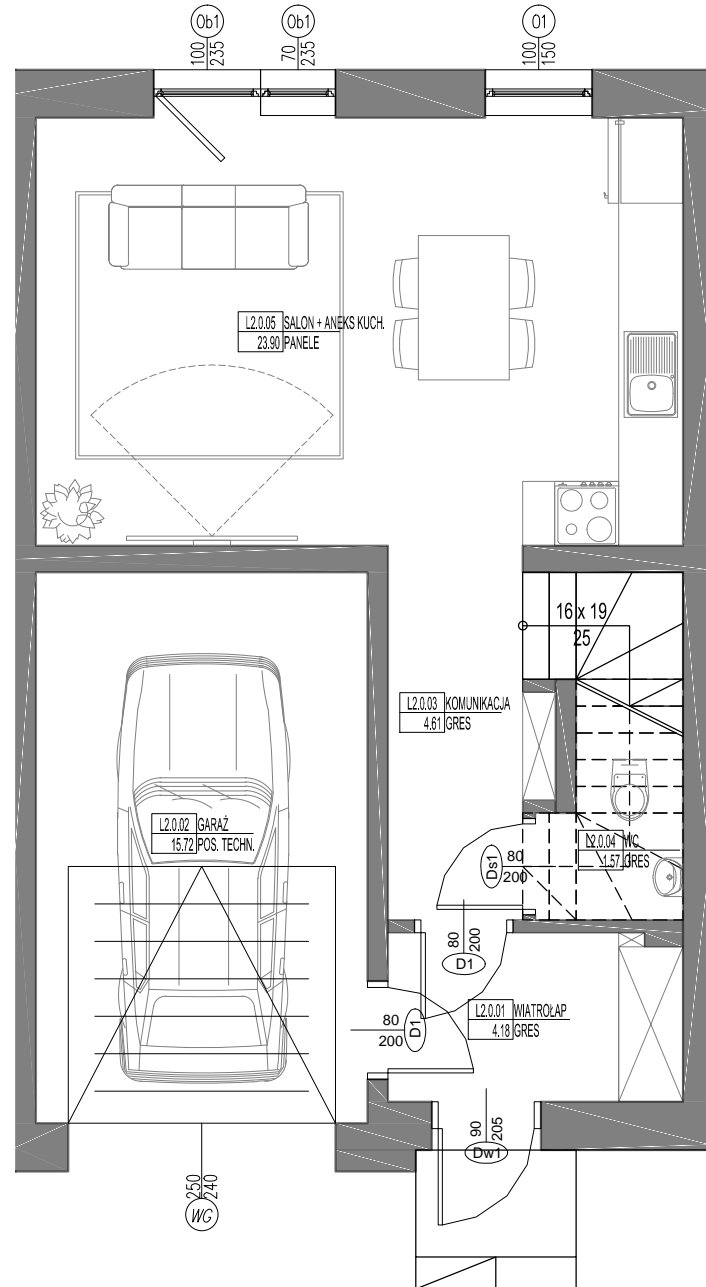 Ob1
100
235
Ob1
70
235
O1
100
150
L2.0.05 SALON + ANEKS KUCH.
23.90 PANELE
16 x 19
25
L2.0.03 KOMUNIKACJA
4.61 GRES
L2.0.02 GARAŻ
15.72 POS. TECHN.
L2.0.04 WC
1.57 GRES
Ds1
80
200
80
200
D1
L2.0.01 WIATROŁAP
4.18 GRES
80
200
D1
90
205
Dw1
250
240
WG